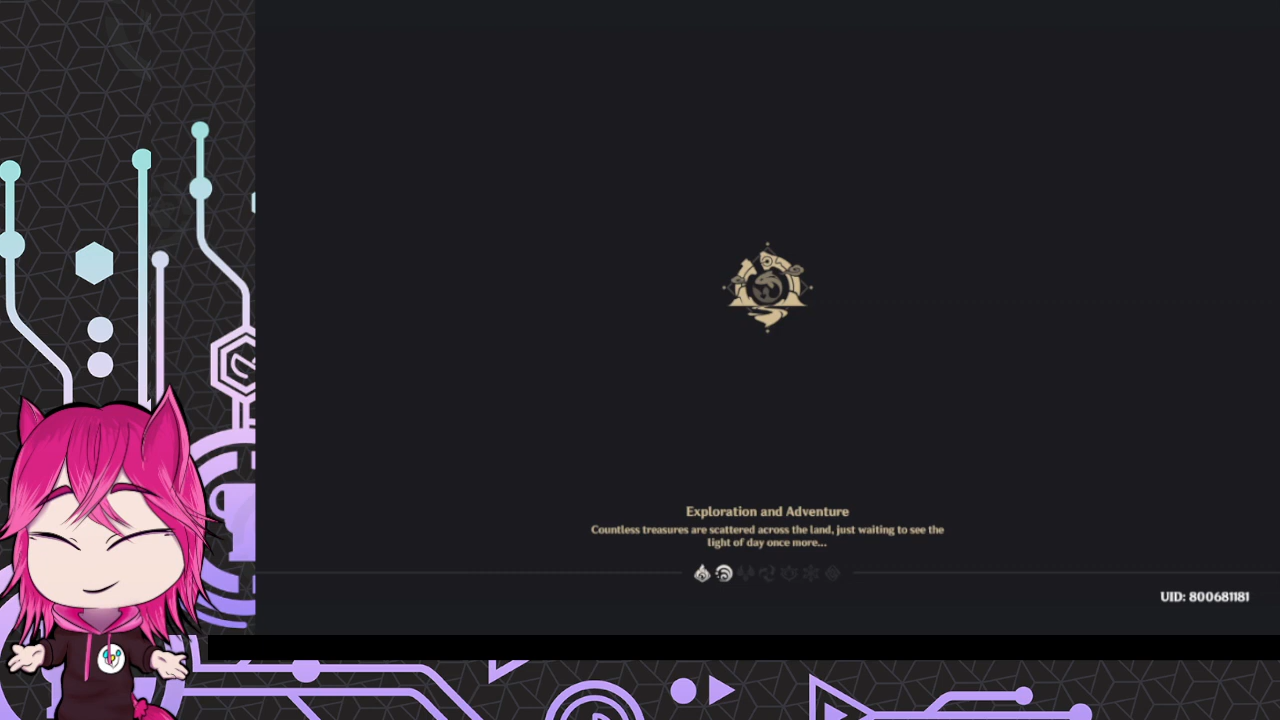 Exploration and Adventure
Countless treasures are scattered across the land, just waiting to see the
light of day once more...
UID: 800681181